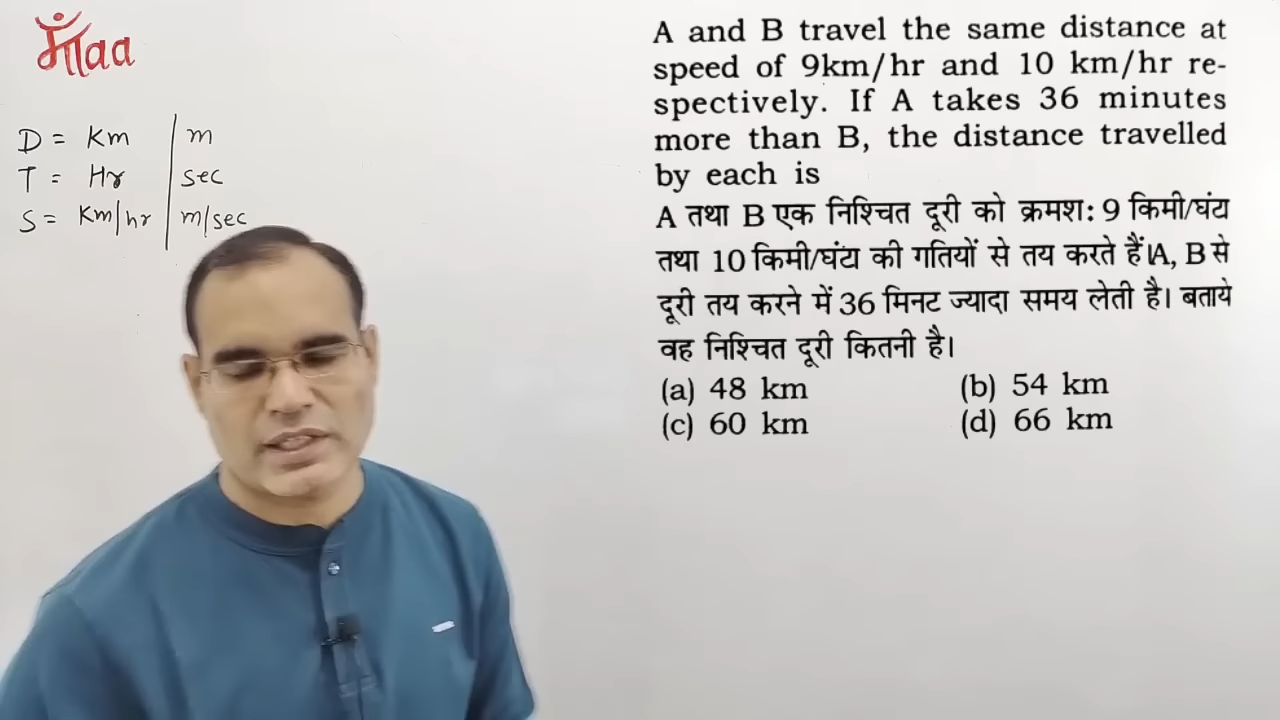 माँaa
D = Km | m
T = Hr | sec
S = Km/hr | m/sec
A and B travel the same distance at
speed of 9km/hr and 10 km/hr re-
spectively. If A takes 36 minutes
more than B, the distance travelled
by each is
A तथा B एक निश्चित दूरी को क्रमश: 9 किमी/घंटा
तथा 10 किमी/घंटा की गतियों से तय करते हैं।A, B से
दूरी तय करने में 36 मिनट ज्यादा समय लेती है। बताये
वह निश्चित दूरी कितनी है।
(a) 48 km (b) 54 km
(c) 60 km (d) 66 km